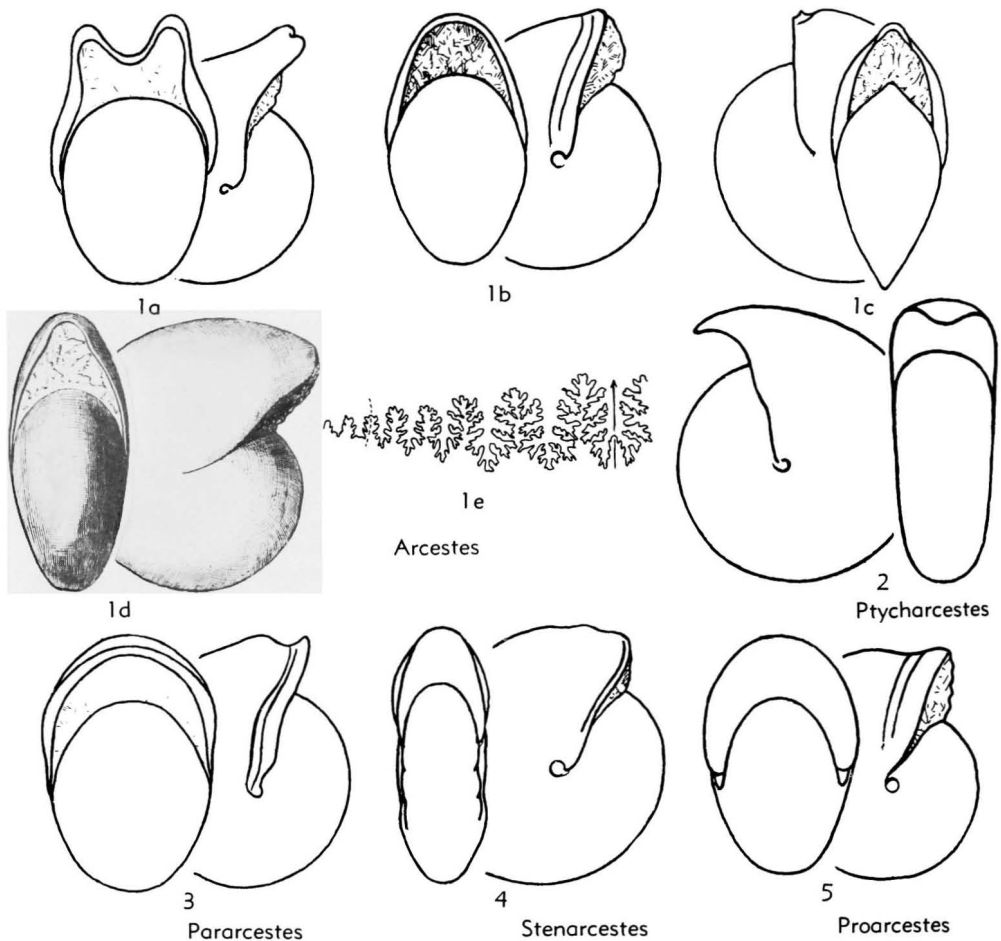 1a
1b
1c
1d
1e
Arcestes
2
Ptycharcestes
3
Pararcestes
4
Stenarcestes
5
Proarcestes